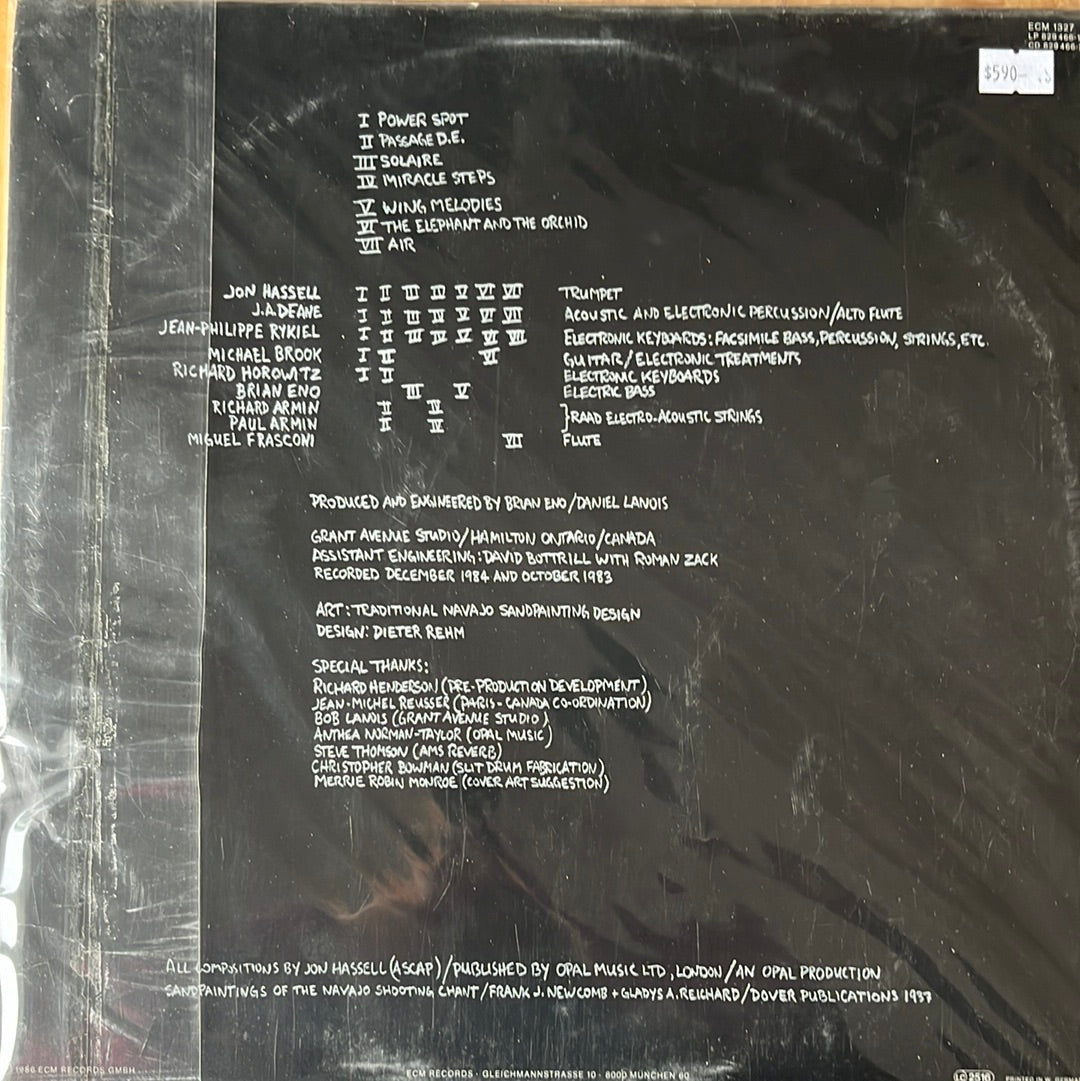 ECM 1327
LP 829 466-1
CD 829 466-
$590-
I POWER SPOT
II PASSAGE D.E.
III SOLAIRE
IV MIRACLE STEPS
V WING MELODIES
VI THE ELEPHANT AND THE ORCHID
VII AIR
JON HASSELL I II III IV V VI VII TRUMPET
J.A.DEANE I II III IV V VI VII ACOUSTIC AND ELECTRONIC PERCUSSION/ALTO FLUTE
JEAN-PHILIPPE RYKIEL I II III IV V VI VII ELECTRONIC KEYBOARDS: FACSIMILE BASS, PERCUSSION, STRINGS, ETC.
MICHAEL BROOK I II VI GUITAR/ELECTRONIC TREATMENTS
RICHARD HOROWITZ I II ELECTRONIC KEYBOARDS
BRIAN ENO III V ELECTRIC BASS
RICHARD ARMIN II IV
PAUL ARMIN II IV }RAAD ELECTRO-ACOUSTIC STRINGS
MIGUEL FRASCONI VII FLUTE
PRODUCED AND ENGINEERED BY BRIAN ENO/DANIEL LANOIS
GRANT AVENUE STUDIO/HAMILTON ONTARIO/CANADA
ASSISTANT ENGINEERING: DAVID BOTTRILL WITH ROMAN ZACK
RECORDED DECEMBER 1984 AND OCTOBER 1983
ART: TRADITIONAL NAVAJO SANDPAINTING DESIGN
DESIGN: DIETER REHM
SPECIAL THANKS:
RICHARD HENDERSON (PRE-PRODUCTION DEVELOPMENT)
JEAN-MICHEL REUSSER (PARIS-CANADA CO-ORDINATION)
BOB LANOIS (GRANT AVENUE STUDIO)
ANTHEA NORMAN-TAYLOR (OPAL MUSIC)
STEVE THOMSON (AMS REVERB)
CHRISTOPHER BOWMAN (SLIT DRUM FABRICATION)
MERRIE ROBIN MONROE (COVER ART SUGGESTION)
ALL COMPOSITIONS BY JON HASSELL (ASCAP)/PUBLISHED BY OPAL MUSIC LTD, LONDON/AN OPAL PRODUCTION
SANDPAINTINGS OF THE NAVAJO SHOOTING CHANT/FRANK J. NEWCOMB + GLADYS A. REICHARD/DOVER PUBLICATIONS 1937
1986 ECM RECORDS GMBH
ECM RECORDS · GLEICHMANNSTRASSE 10 · 8000 MÜNCHEN 60
LC 2516
PRINTED IN W.